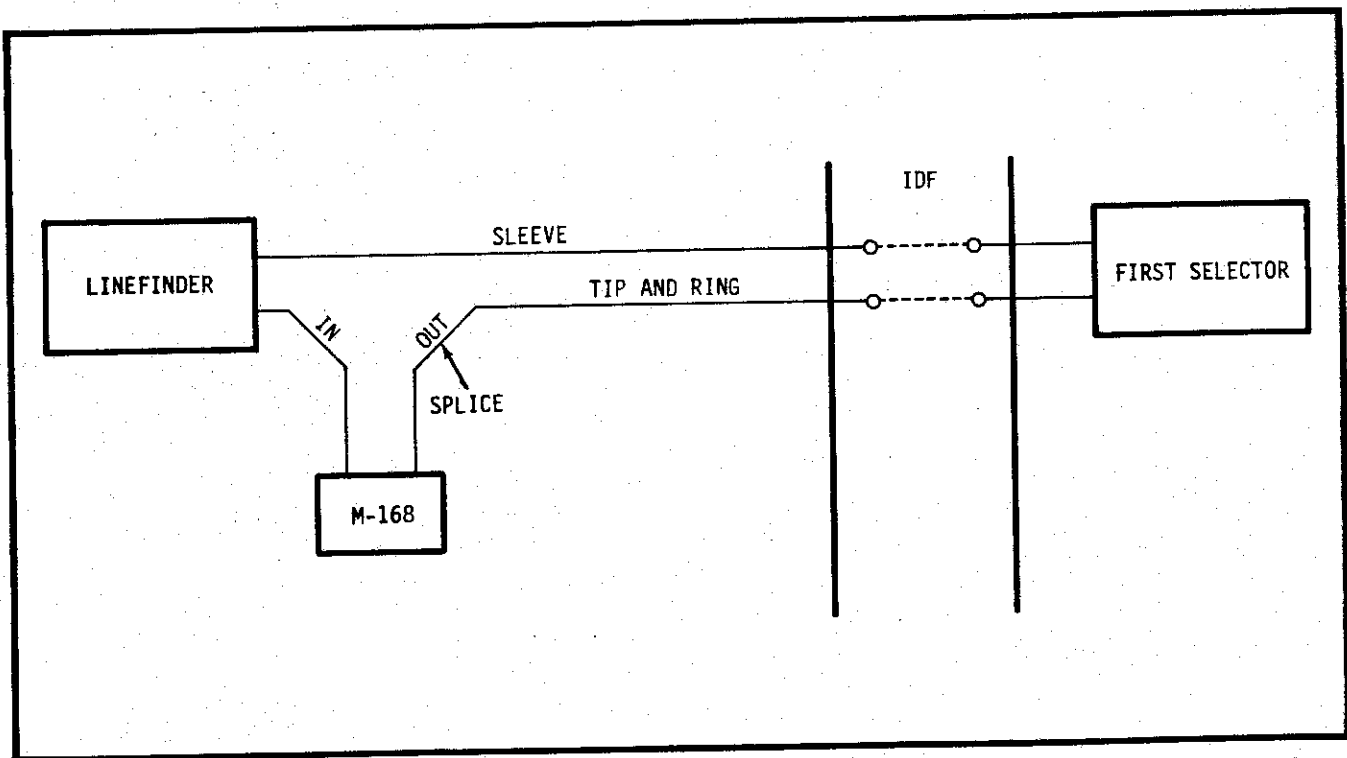 IDF
SLEEVE
LINEFINDER
FIRST SELECTOR
TIP AND RING
IN
OUT
SPLICE
M-168